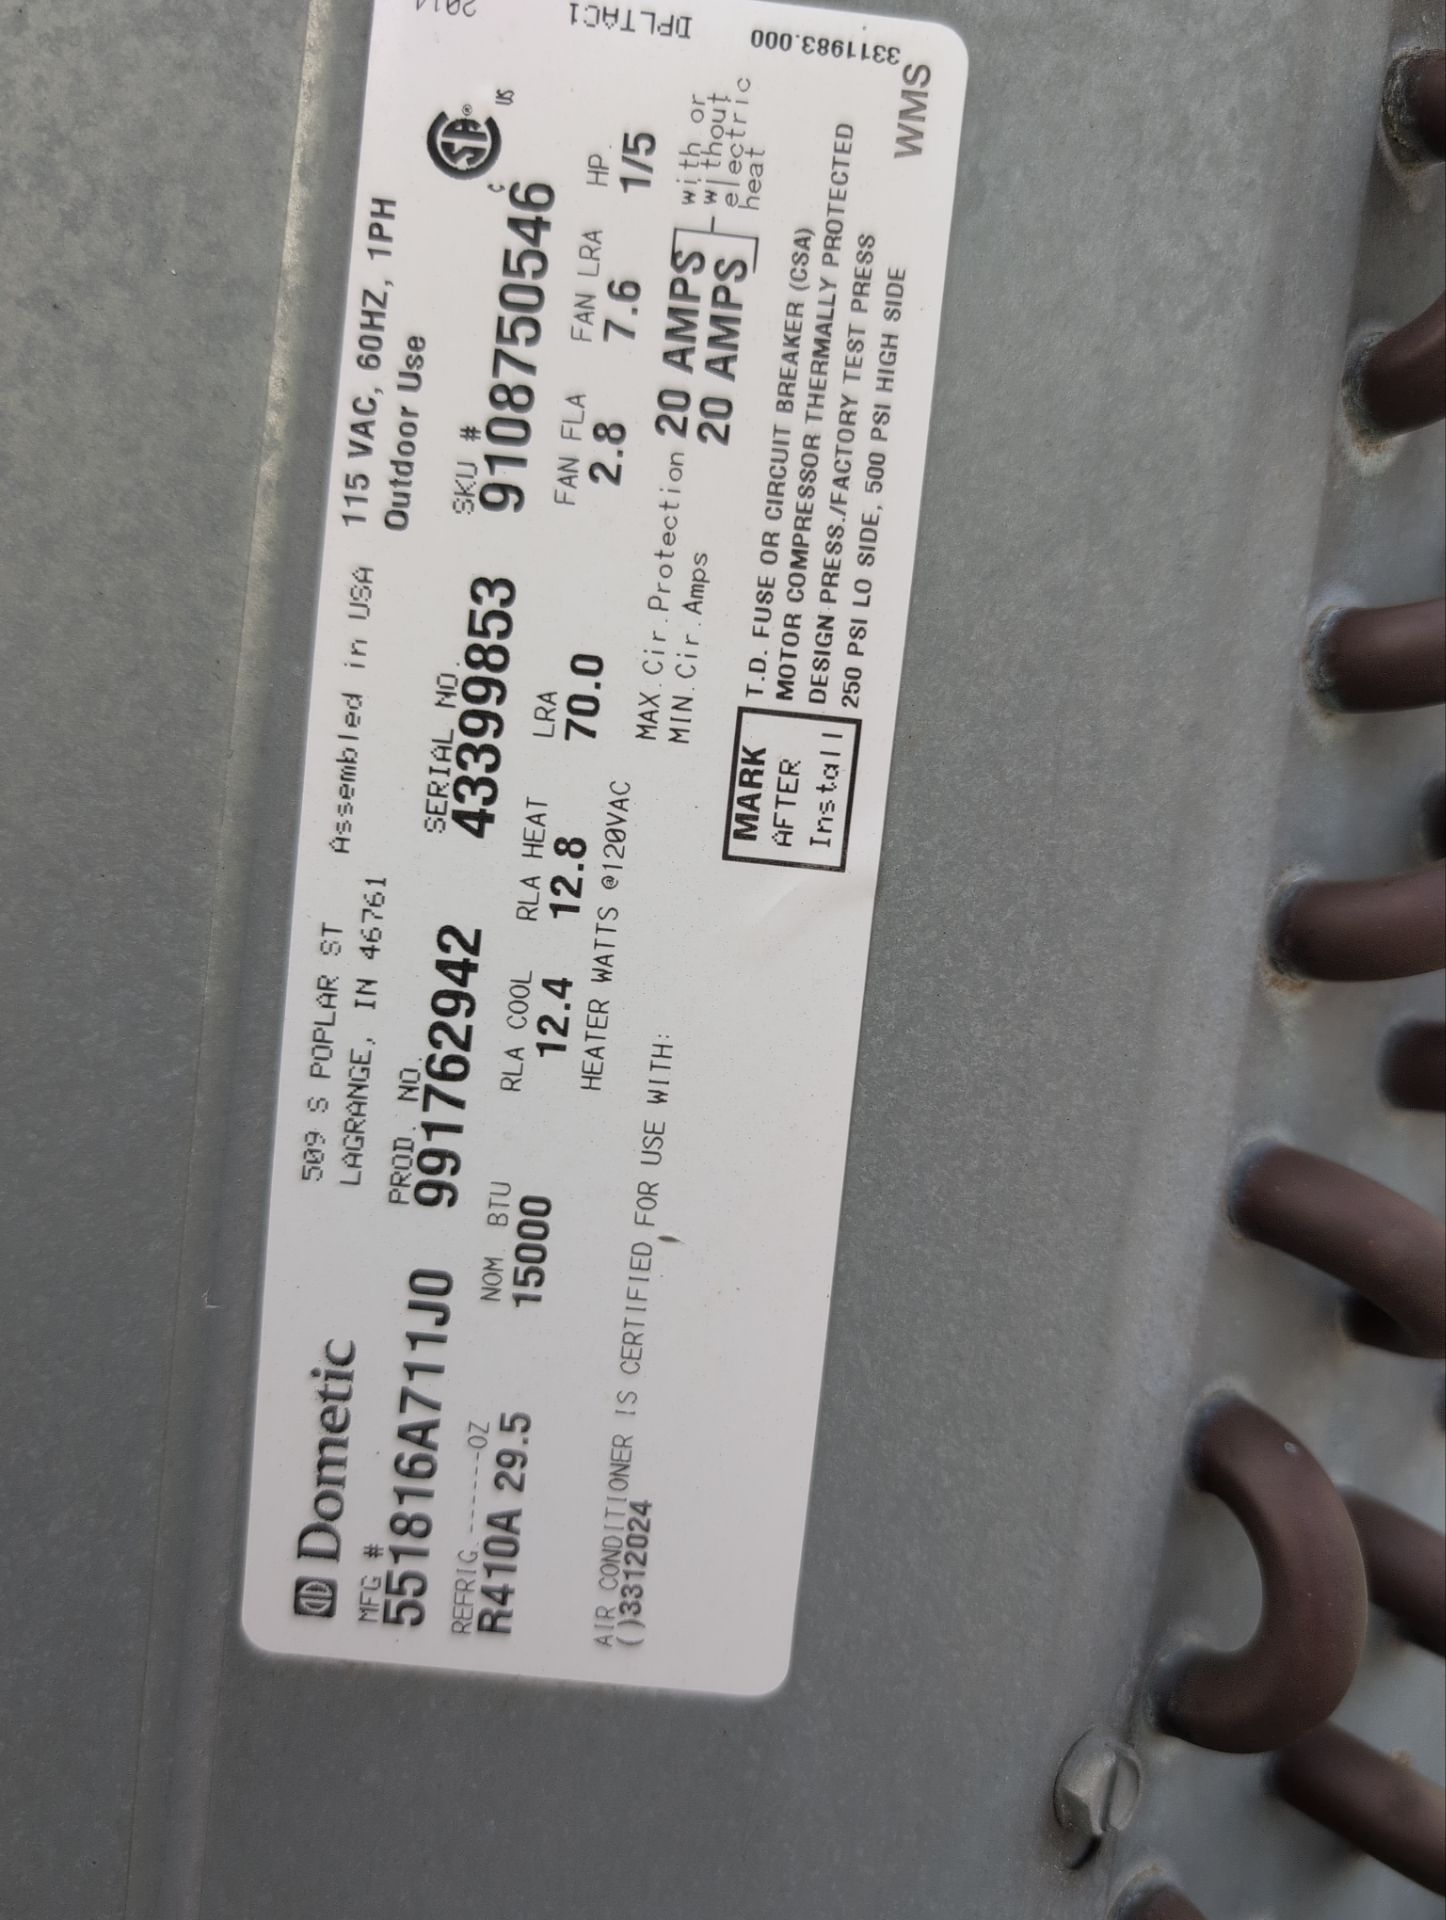 Dometic
509 S POPLAR ST
LAGRANGE, IN 46761
Assembled in USA
115 VAC, 60HZ, 1PH
Outdoor Use
SA® C US
MFG #
551816A711J0
PROD. NO.
991762942
SERIAL NO.
43399853
SKU #
9108750546
REFRIG.------OZ
R410A 29.5
NOM. BTU
15000
RLA COOL
12.4
RLA HEAT
12.8
LRA
70.0
FAN FLA
2.8
FAN LRA
7.6
HP.
1/5
HEATER WATTS @120VAC
MAX.Cir.Protection 20 AMPS
MIN.Cir.Amps 20 AMPS
with or
without
electric
heat
AIR CONDITIONER IS CERTIFIED FOR USE WITH:
( )3312024
MARK
AFTER
Install
T.D. FUSE OR CIRCUIT BREAKER (CSA)
MOTOR COMPRESSOR THERMALLY PROTECTED
DESIGN PRESS./FACTORY TEST PRESS
250 PSI LO SIDE, 500 PSI HIGH SIDE
WMS
DPLTAC1
3311983.000